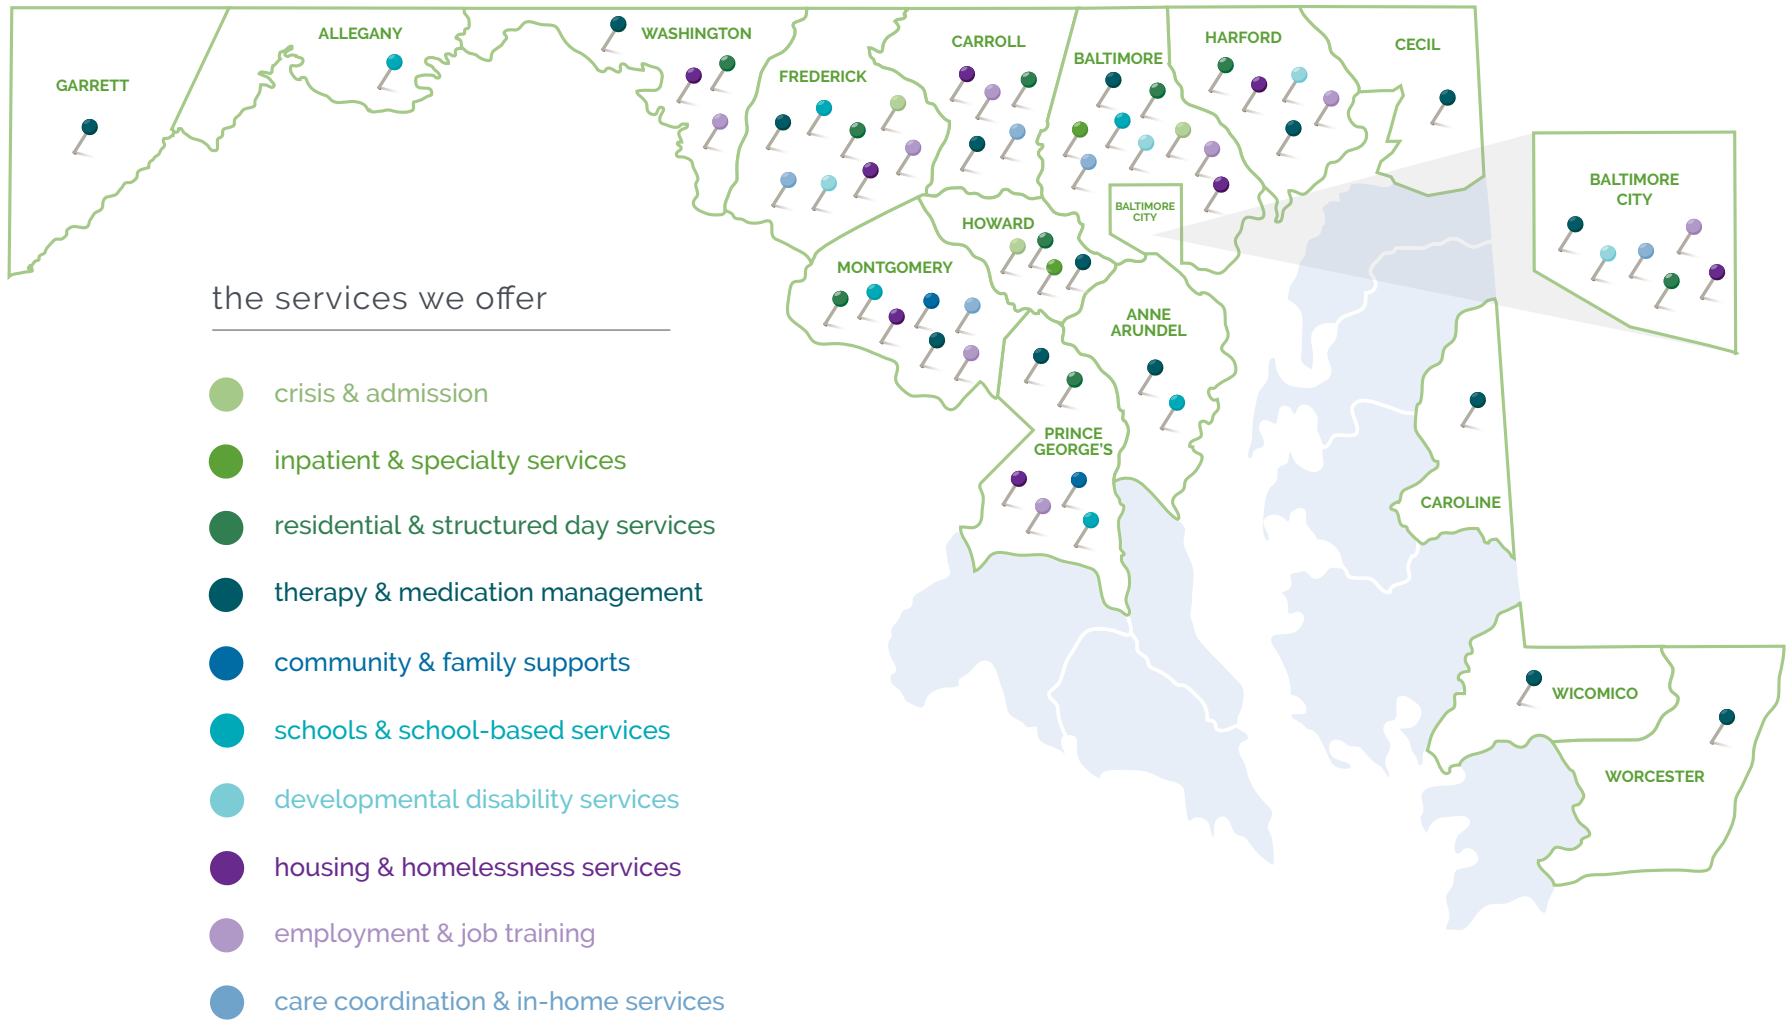 GARRETT
ALLEGANY
WASHINGTON
FREDERICK
CARROLL
BALTIMORE
HARFORD
CECIL
BALTIMORE
CITY
BALTIMORE
CITY
HOWARD
MONTGOMERY
ANNE
ARUNDEL
PRINCE
GEORGE'S
CAROLINE
WICOMICO
WORCESTER
the services we offer
crisis & admission
inpatient & specialty services
residential & structured day services
therapy & medication management
community & family supports
schools & school-based services
developmental disability services
housing & homelessness services
employment & job training
care coordination & in-home services